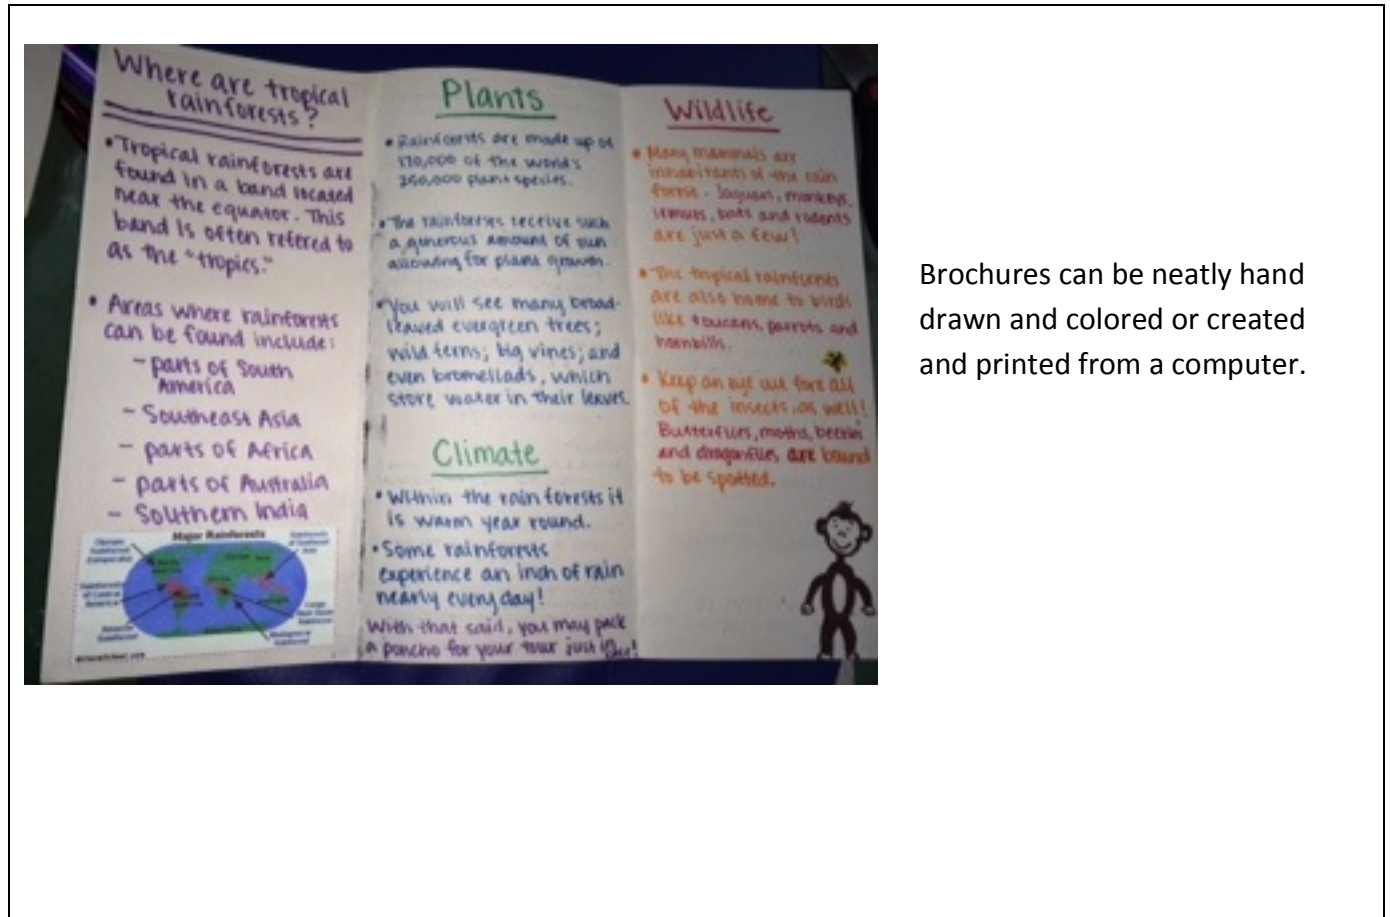 Where are tropical
rainforests?
• Tropical rainforests are
found in a band located
near the equator. This
band is often refered to
as the "tropics."
• Areas where rainforests
can be found include:
- parts of South
America
- Southeast Asia
- parts of Africa
- parts of Australia
- Southern India
Major Rainforests
Plants
• Rainforests are made up of
170,000 of the world's
250,000 plant species.
• The rainforests receive such
a generous amount of sun
allowing for plant growth.
• You will see many broad-
leaved evergreen trees;
wild ferns; big vines; and
even bromeliads, which
store water in their leaves.
Climate
• Within the rain forests it
is warm year round.
• Some rainforests
experience an inch of rain
nearly everyday!
With that said, you may pack
a poncho for your tour just in
case!
Wildlife
• Many mammals are
inhabitants of the rain
forest. Jaguars, monkeys,
lemurs, bats and rodents
are just a few!
• The tropical rainforests
are also home to birds
like toucans, parrots and
hornbills.
• Keep an eye out fore all
of the insects, as well!
Butterflies, moths, beetles
and dragonflies are bound
to be spotted.
Brochures can be neatly hand
drawn and colored or created
and printed from a computer.